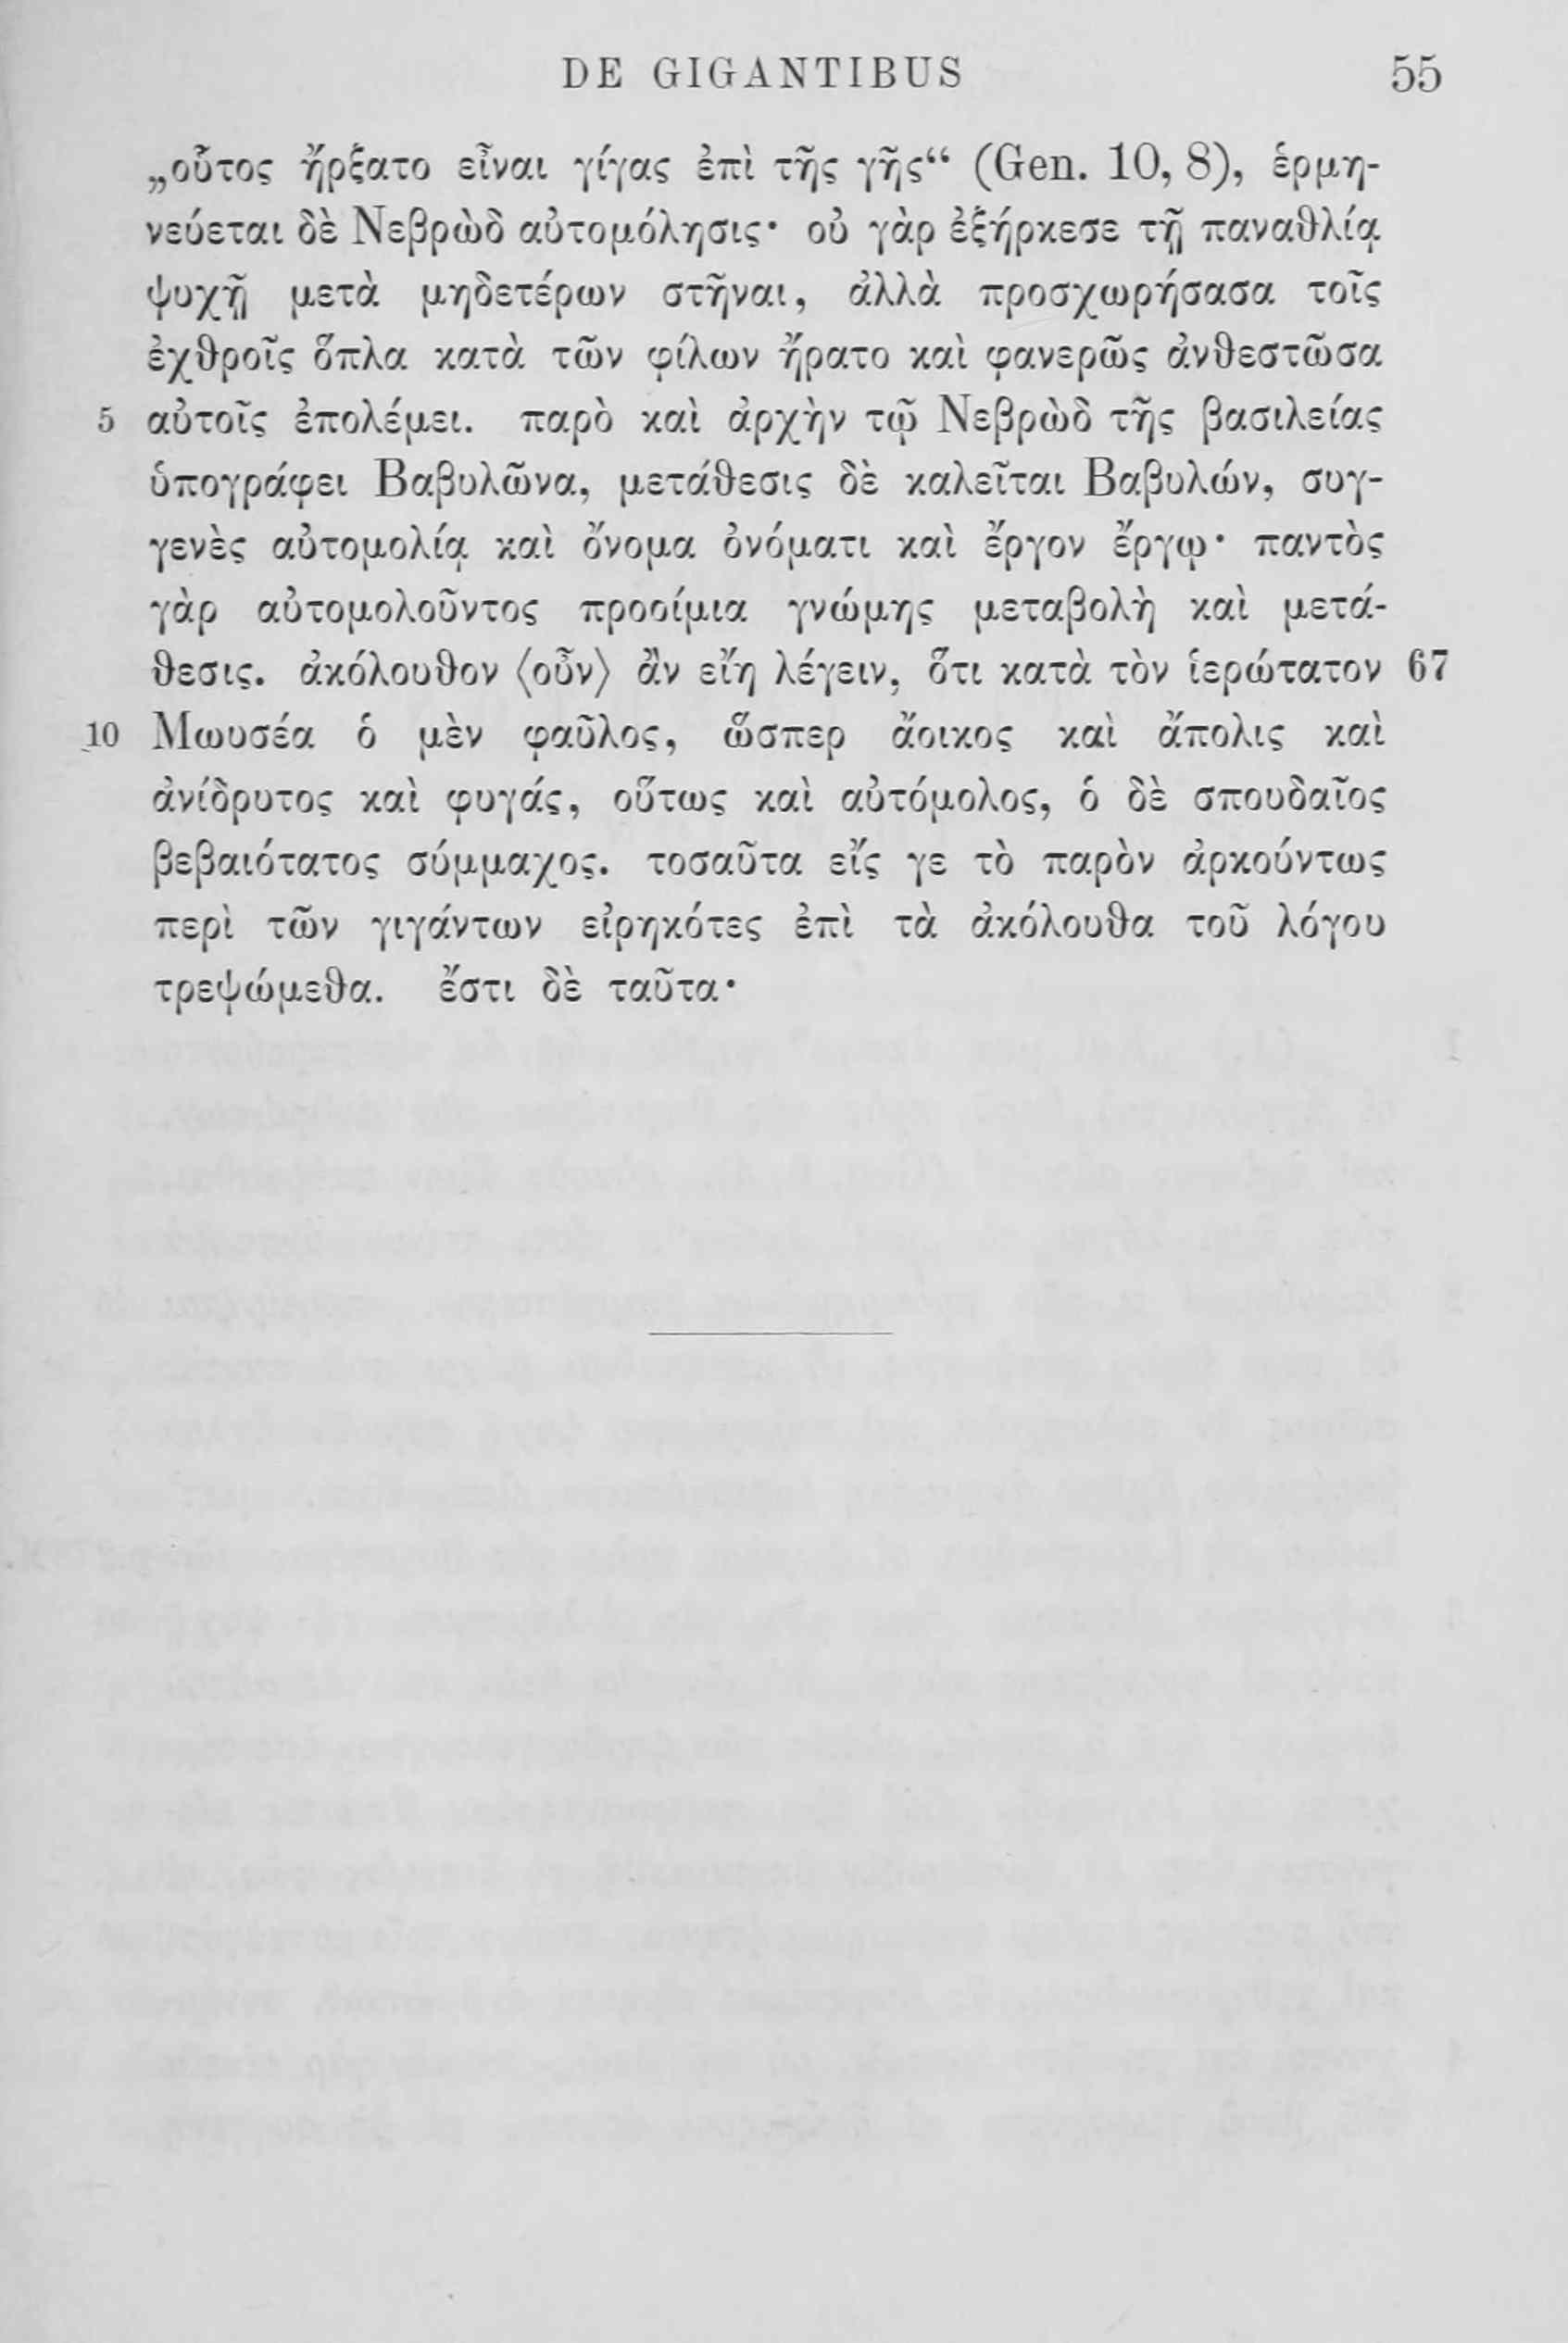 DE GIGANTIBUS 55
„οὗτος ἤρξατο εἶναι γίγας ἐπὶ τῆς γῆς“ (Gen. 10, 8), ἑρμη-
νεύεται δὲ Νεβρὼδ αὐτομόλησις· οὐ γὰρ ἐξήρκεσε τῇ παναθλίᾳ
ψυχῇ μετὰ μηδετέρων στῆναι, ἀλλὰ προσχωρήσασα τοῖς
ἐχθροῖς ὅπλα κατὰ τῶν φίλων ἤρατο καὶ φανερῶς ἀνθεστῶσα
5 αὐτοῖς ἐπολέμει. παρὸ καὶ ἀρχὴν τῷ Νεβρὼδ τῆς βασιλείας
ὑπογράφει Βαβυλῶνα, μετάθεσις δὲ καλεῖται Βαβυλών, συγ-
γενὲς αὐτομολίᾳ καὶ ὄνομα ὀνόματι καὶ ἔργον ἔργῳ· παντὸς
γὰρ αὐτομολοῦντος προοίμια γνώμης μεταβολὴ καὶ μετά-
θεσις. ἀκόλουθον ⟨οὖν⟩ ἂν εἴη λέγειν, ὅτι κατὰ τὸν ἱερώτατον 67
10 Μωυσέα ὁ μὲν φαῦλος, ὥσπερ ἄοικος καὶ ἄπολις καὶ
ἀνίδρυτος καὶ φυγάς, οὕτως καὶ αὐτόμολος, ὁ δὲ σπουδαῖος
βεβαιότατος σύμμαχος. τοσαῦτα εἴς γε τὸ παρὸν ἀρκούντως
περὶ τῶν γιγάντων εἰρηκότες ἐπὶ τὰ ἀκόλουθα τοῦ λόγου
τρεψώμεθα. ἔστι δὲ ταῦτα·